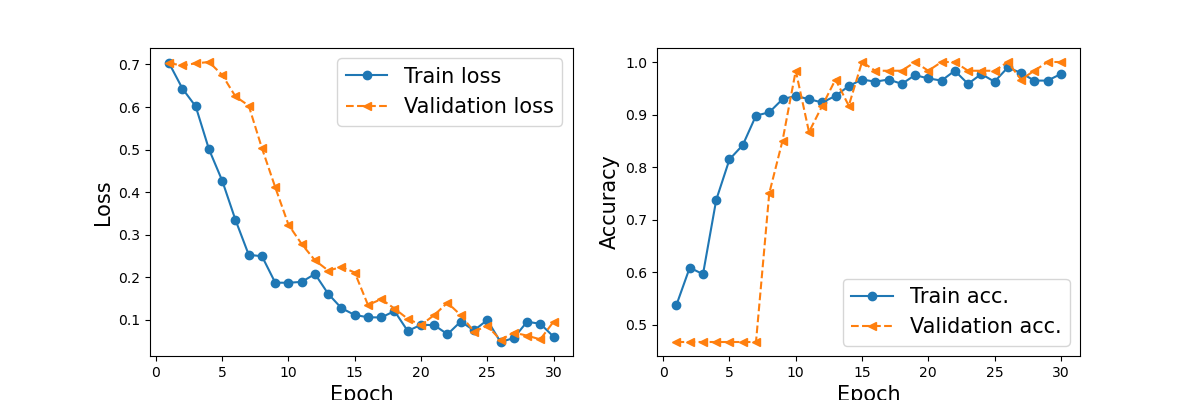 0.7
0.6
0.5
0.4
0.3
0.2
0.1
Loss
Train loss
Validation loss
0 5 10 15 20 25 30
Epoch
1.0
0.9
0.8
0.7
0.6
0.5
Accuracy
Train acc.
Validation acc.
0 5 10 15 20 25 30
Epoch